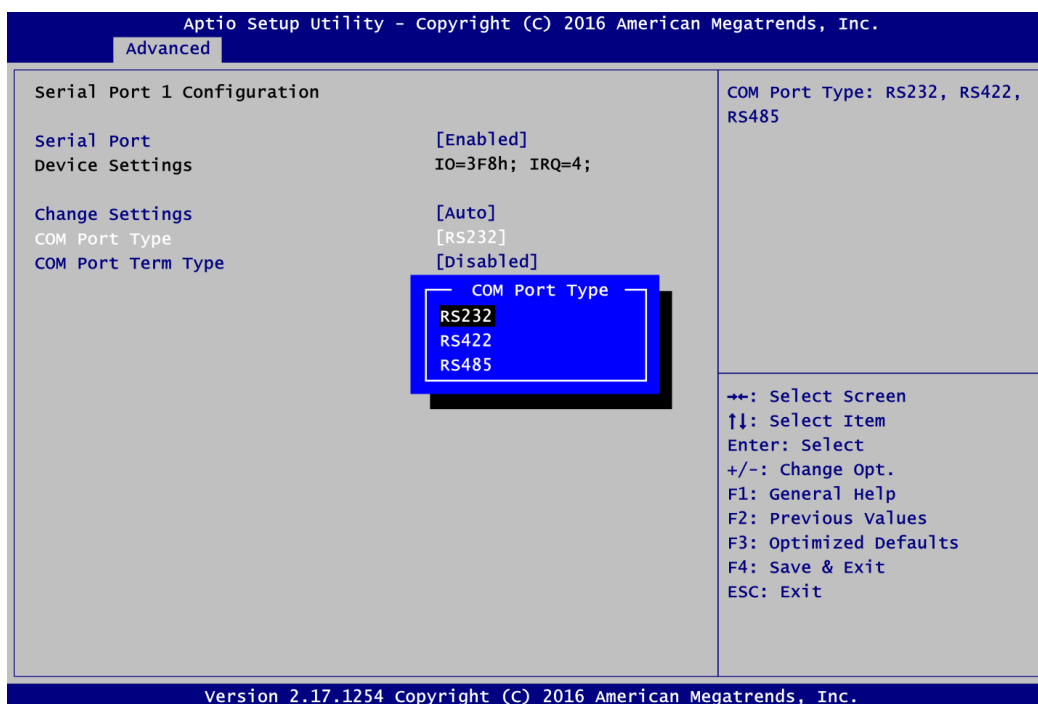 Aptio Setup Utility – Copyright (C) 2016 American Megatrends, Inc.
Advanced
Serial Port 1 Configuration
Serial Port [Enabled]
Device Settings IO=3F8h; IRQ=4;
Change Settings [Auto]
COM Port Type [RS232]
COM Port Term Type [Disabled]
COM Port Type
RS232
RS422
RS485
COM Port Type: RS232, RS422,
RS485
→←: Select Screen
↑↓: Select Item
Enter: Select
+/-: Change Opt.
F1: General Help
F2: Previous Values
F3: Optimized Defaults
F4: Save & Exit
ESC: Exit
Version 2.17.1254 Copyright (C) 2016 American Megatrends, Inc.